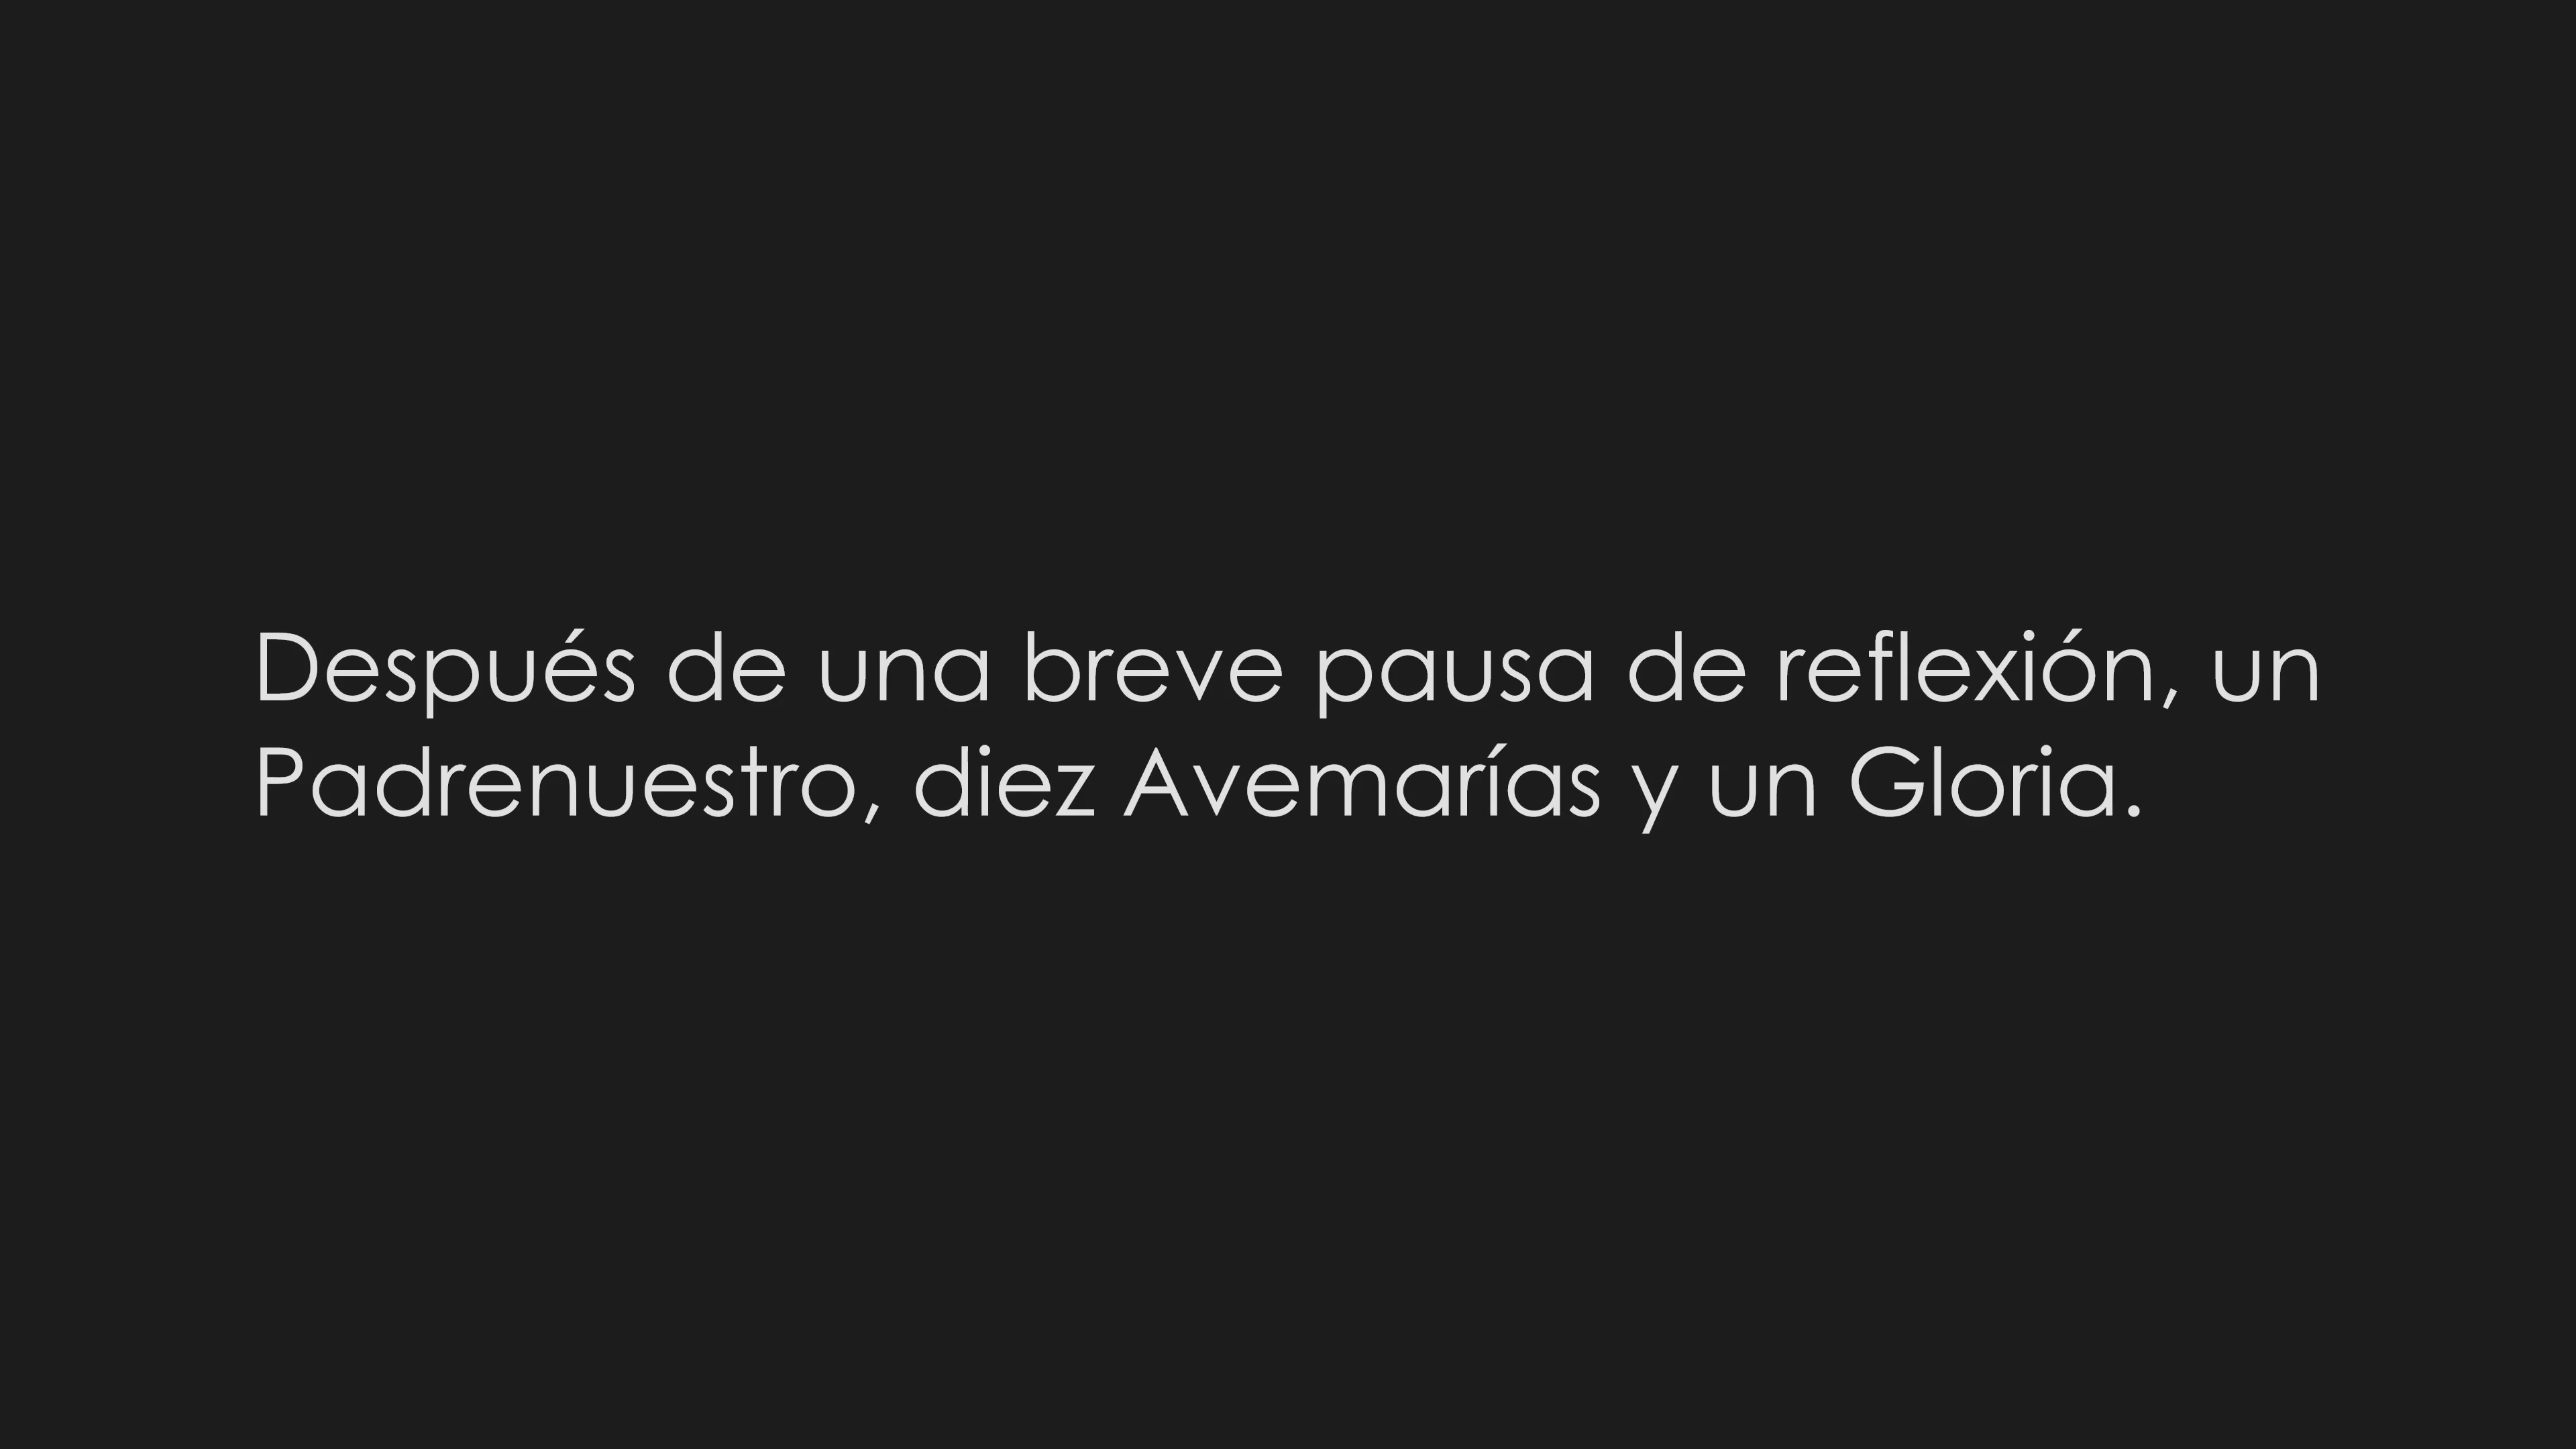 Después de una breve pausa de reflexión, un
Padrenuestro, diez Avemarías y un Gloria.